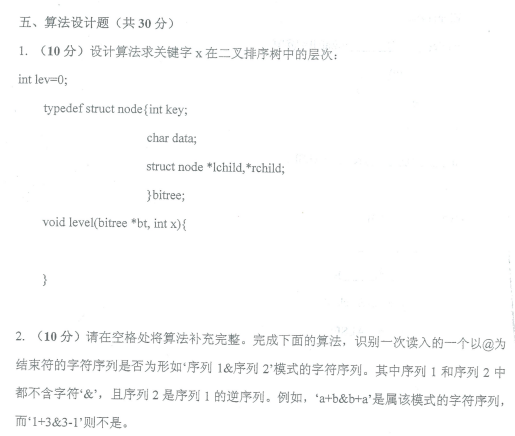 五、算法设计题（共 30 分）
1. （10 分）设计算法求关键字 x 在二叉排序树中的层次：
int lev=0;
typedef struct node{int key;
char data;
struct node *lchild,*rchild;
}bitree;
void level(bitree *bt, int x){
}
2. （10 分）请在空格处将算法补充完整。完成下面的算法，识别一次读入的一个以@为
结束符的字符序列是否为形如‘序列 1&序列 2’模式的字符序列。其中序列 1 和序列 2 中
都不含字符‘&’，且序列 2 是序列 1 的逆序列。例如，‘a+b&b+a’是属该模式的字符序列，
而‘1+3&3-1’则不是。